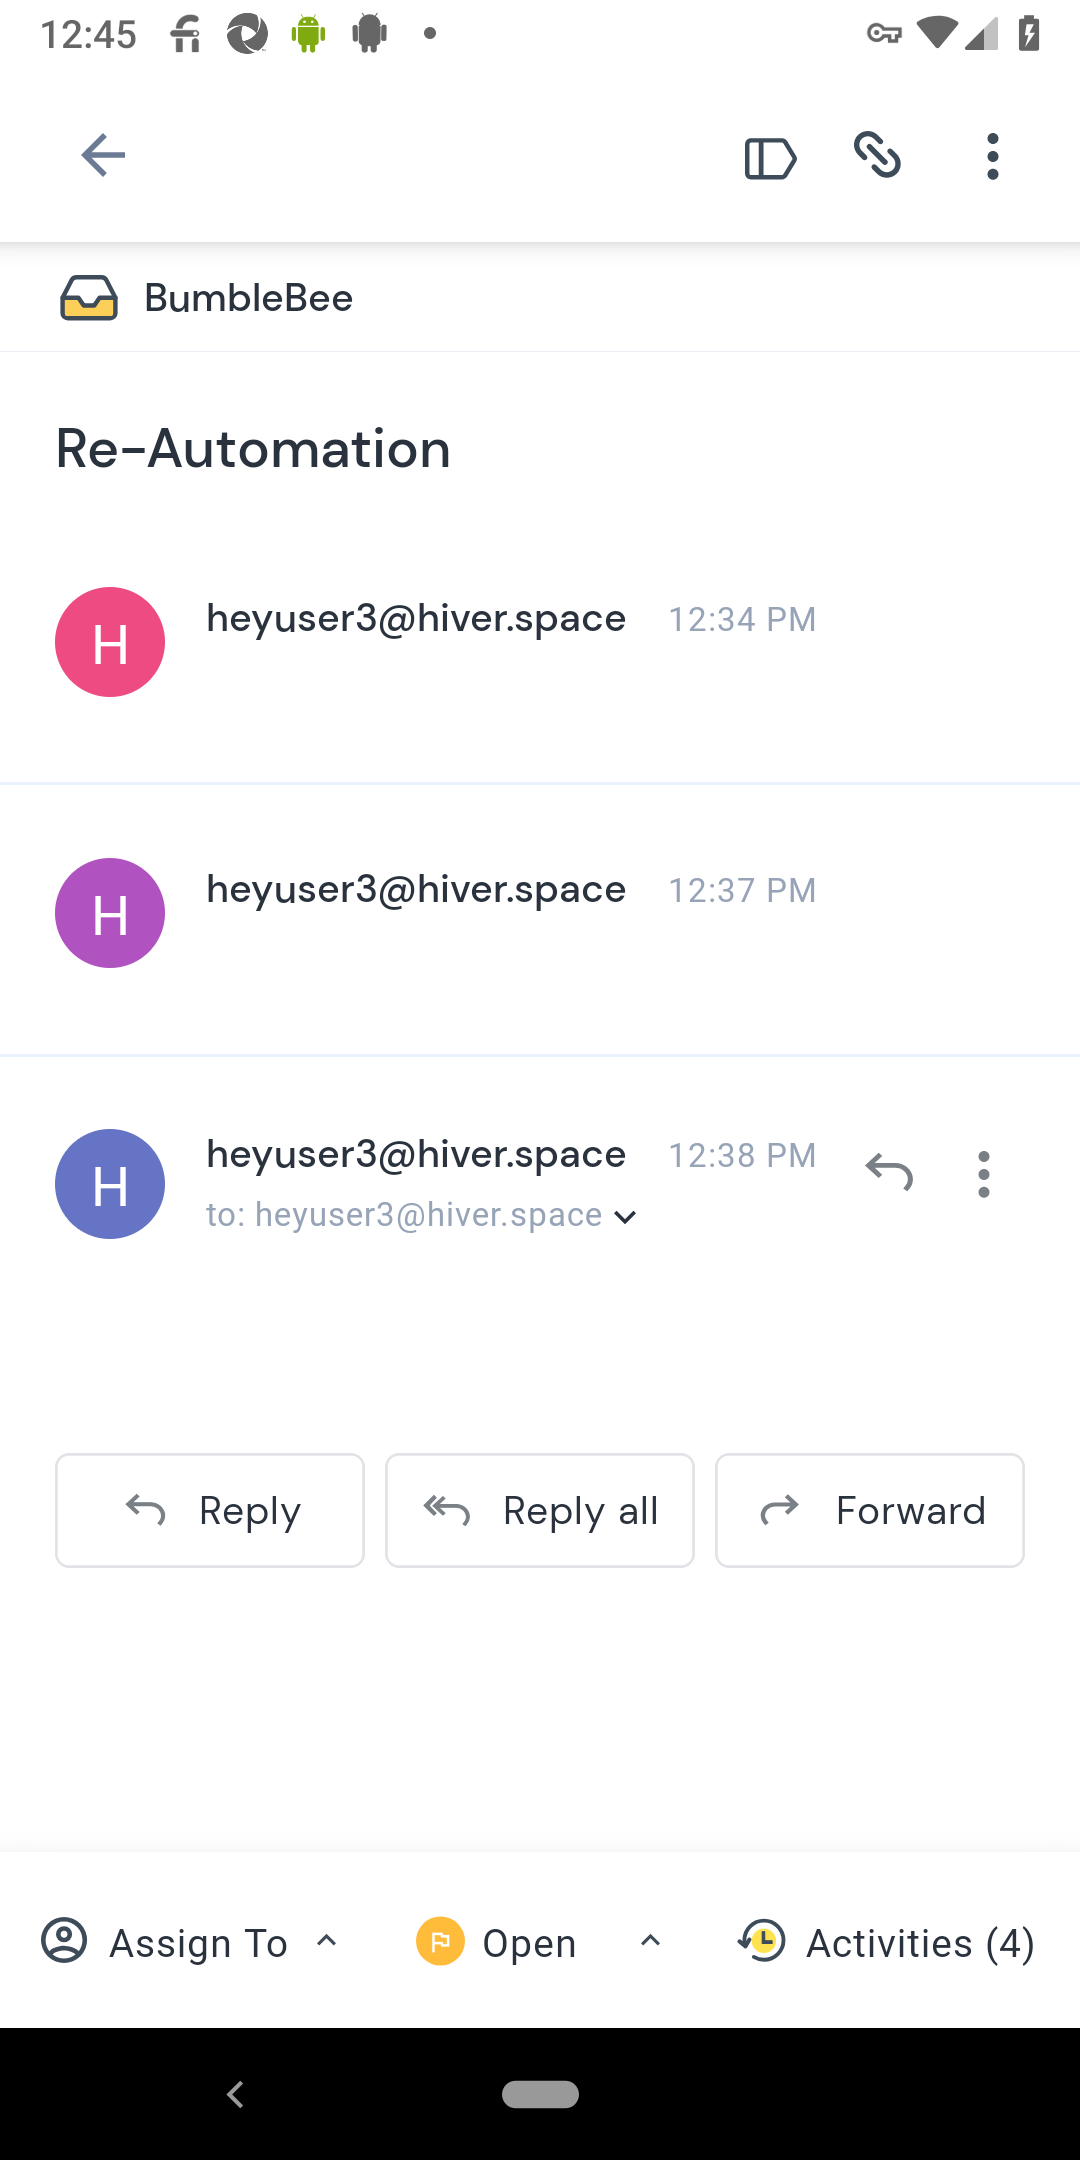 12:45
BumbleBee
Re-Automation
H heyuser3@hiver.space 12:34 PM
H heyuser3@hiver.space 12:37 PM
H heyuser3@hiver.space 12:38 PM
to: heyuser3@hiver.space
Reply Reply all Forward
Assign To Open Activities (4)